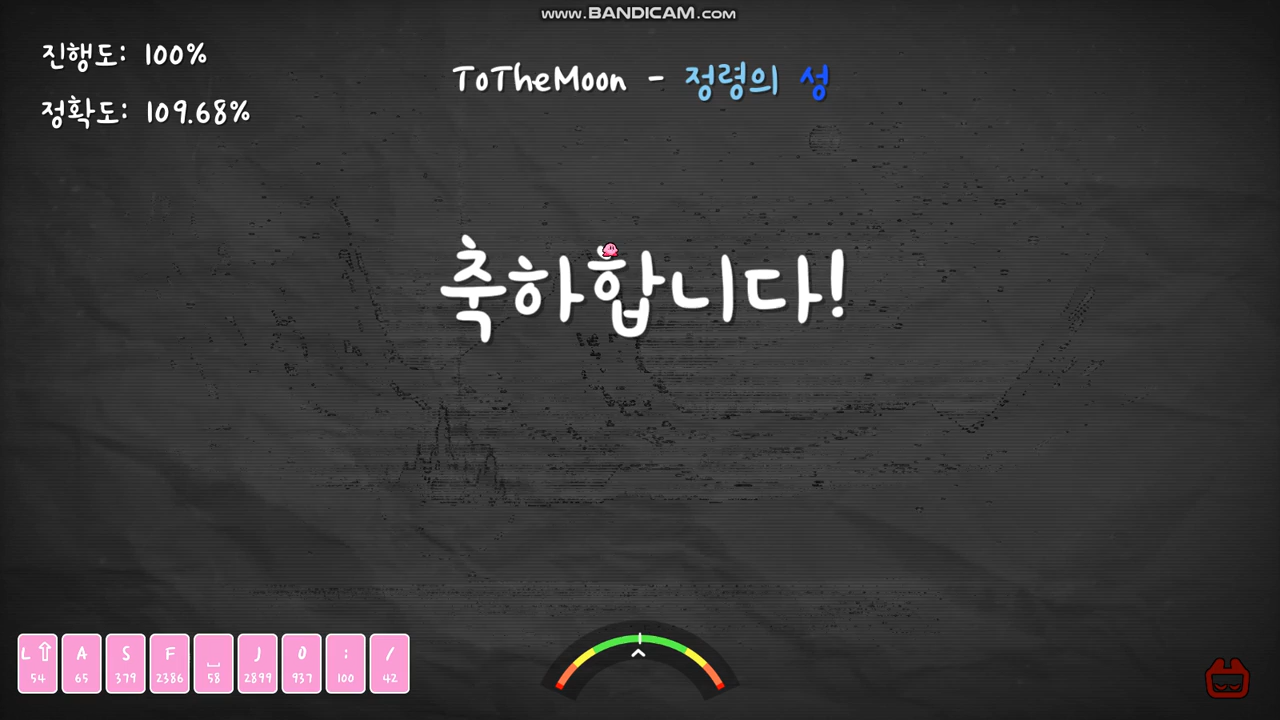 www.BANDICAM.com
진행도: 100%
ToTheMoon - 정령의 성
정확도: 109.68%
축하합니다!
L⇧ A S F ⎵ J O ; /
54 65 379 2386 58 2899 937 100 42